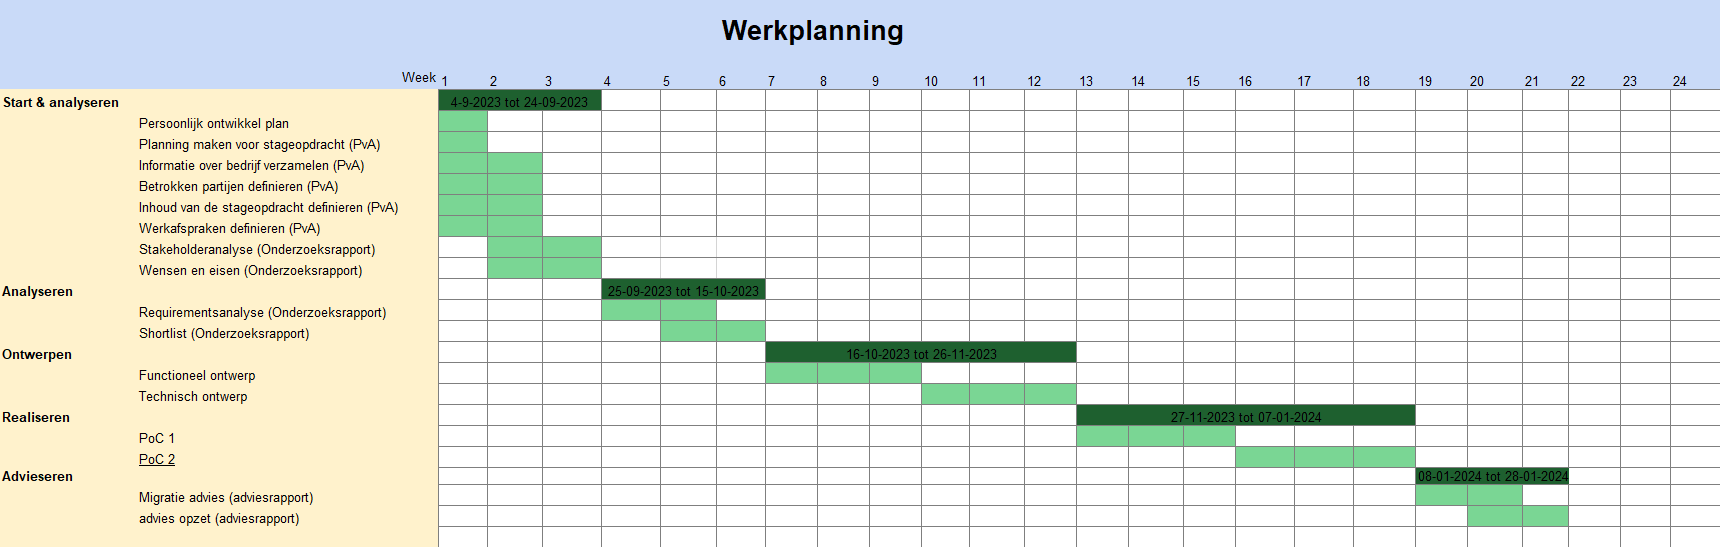 Werkplanning
Week 1 2 3 4 5 6 7 8 9 10 11 12 13 14 15 16 17 18 19 20 21 22 23 24
Start & analyseren 4-9-2023 tot 24-09-2023
Persoonlijk ontwikkel plan
Planning maken voor stageopdracht (PvA)
Informatie over bedrijf verzamelen (PvA)
Betrokken partijen definieren (PvA)
Inhoud van de stageopdracht definieren (PvA)
Werkafspraken definieren (PvA)
Stakeholderanalyse (Onderzoeksrapport)
Wensen en eisen (Onderzoeksrapport)
Analyseren 25-09-2023 tot 15-10-2023
Requirementsanalyse (Onderzoeksrapport)
Shortlist (Onderzoeksrapport)
Ontwerpen 16-10-2023 tot 26-11-2023
Functioneel ontwerp
Technisch ontwerp
Realiseren 27-11-2023 tot 07-01-2024
PoC 1
PoC 2
Advieseren 08-01-2024 tot 28-01-2024
Migratie advies (adviesrapport)
advies opzet (adviesrapport)